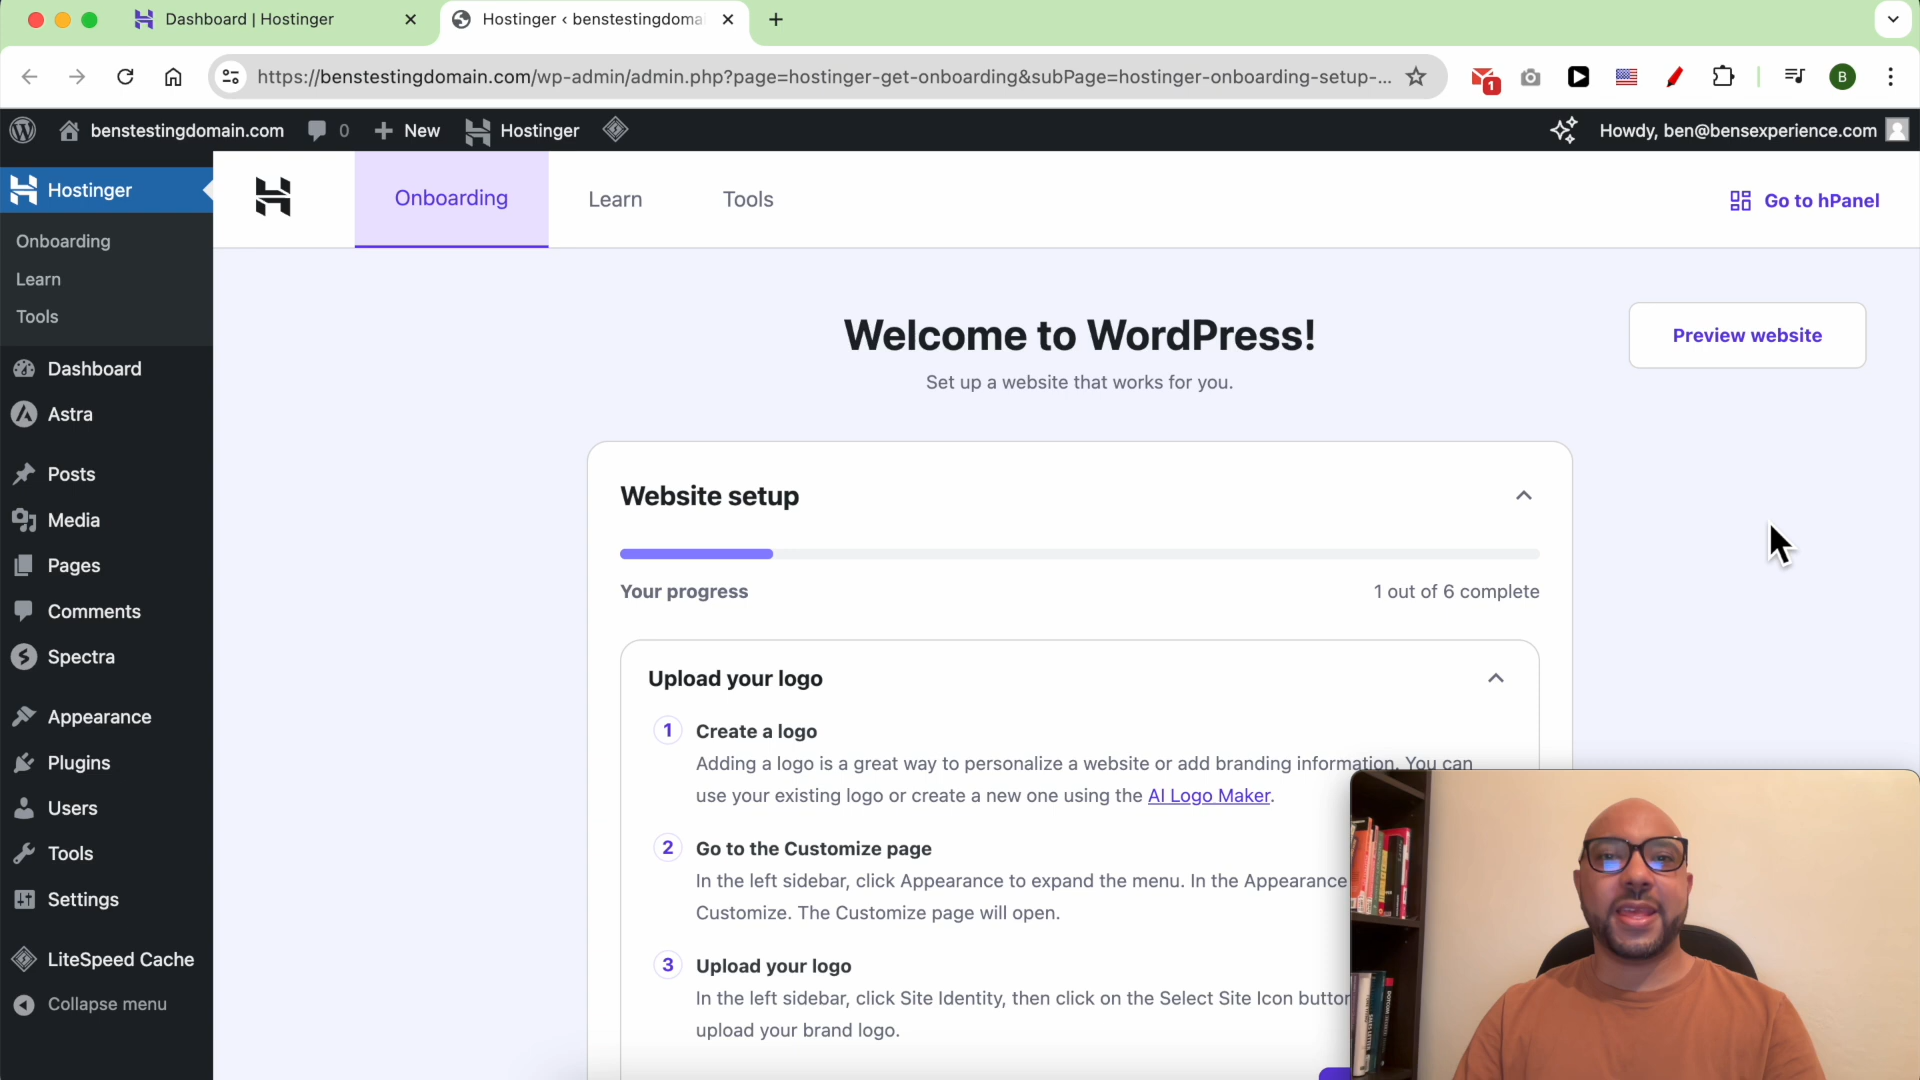 Dashboard | Hostinger
Hostinger ‹ benstestingdoma
https://benstestingdomain.com/wp-admin/admin.php?page=hostinger-get-onboarding&subPage=hostinger-onboarding-setup-...
1
B
benstestingdomain.com
0
New
Hostinger
Howdy, ben@bensexperience.com
Hostinger
Onboarding
Learn
Tools
Dashboard
Astra
Posts
Media
Pages
Comments
Spectra
Appearance
Plugins
Users
Tools
Settings
LiteSpeed Cache
Collapse menu
Onboarding
Learn
Tools
Go to hPanel
Welcome to WordPress!
Set up a website that works for you.
Preview website
Website setup
Your progress
1 out of 6 complete
Upload your logo
1
Create a logo
Adding a logo is a great way to personalize a website or add branding information. You can
use your existing logo or create a new one using the AI Logo Maker.
2
Go to the Customize page
In the left sidebar, click Appearance to expand the menu. In the Appearance
Customize. The Customize page will open.
3
Upload your logo
In the left sidebar, click Site Identity, then click on the Select Site Icon button
upload your brand logo.